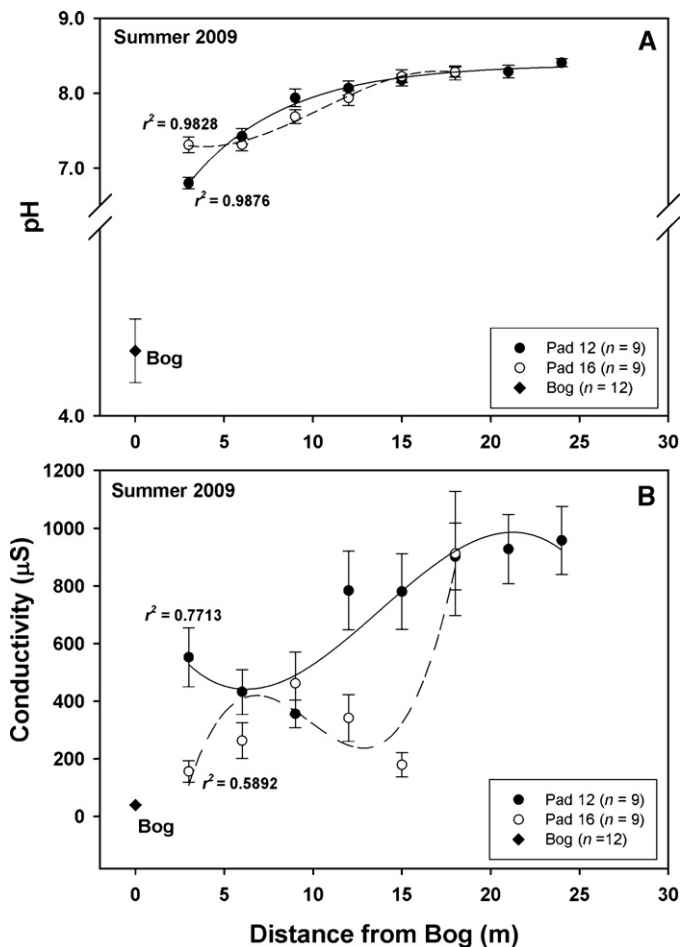 Summer 2009
A
9.0
8.0
7.0
4.0
pH
r² = 0.9828
r² = 0.9876
Bog
Pad 12 (n = 9)
Pad 16 (n = 9)
Bog (n = 12)
0 5 10 15 20 25 30
Summer 2009
B
1200
1000
800
600
400
200
0
Conductivity (µS)
r² = 0.7713
r² = 0.5892
Bog
Pad 12 (n = 9)
Pad 16 (n = 9)
Bog (n =12)
0 5 10 15 20 25 30
Distance from Bog (m)